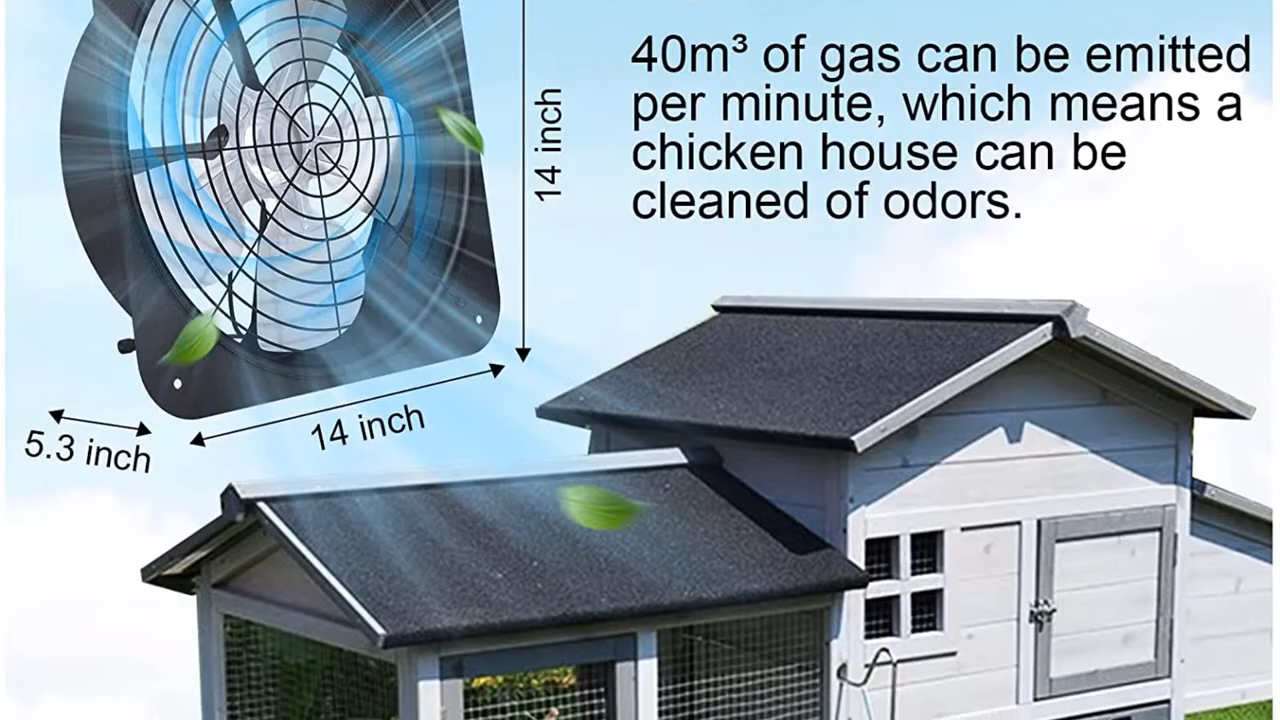 40m³ of gas can be emitted
per minute, which means a
chicken house can be
cleaned of odors.
14 inch
14 inch
5.3 inch